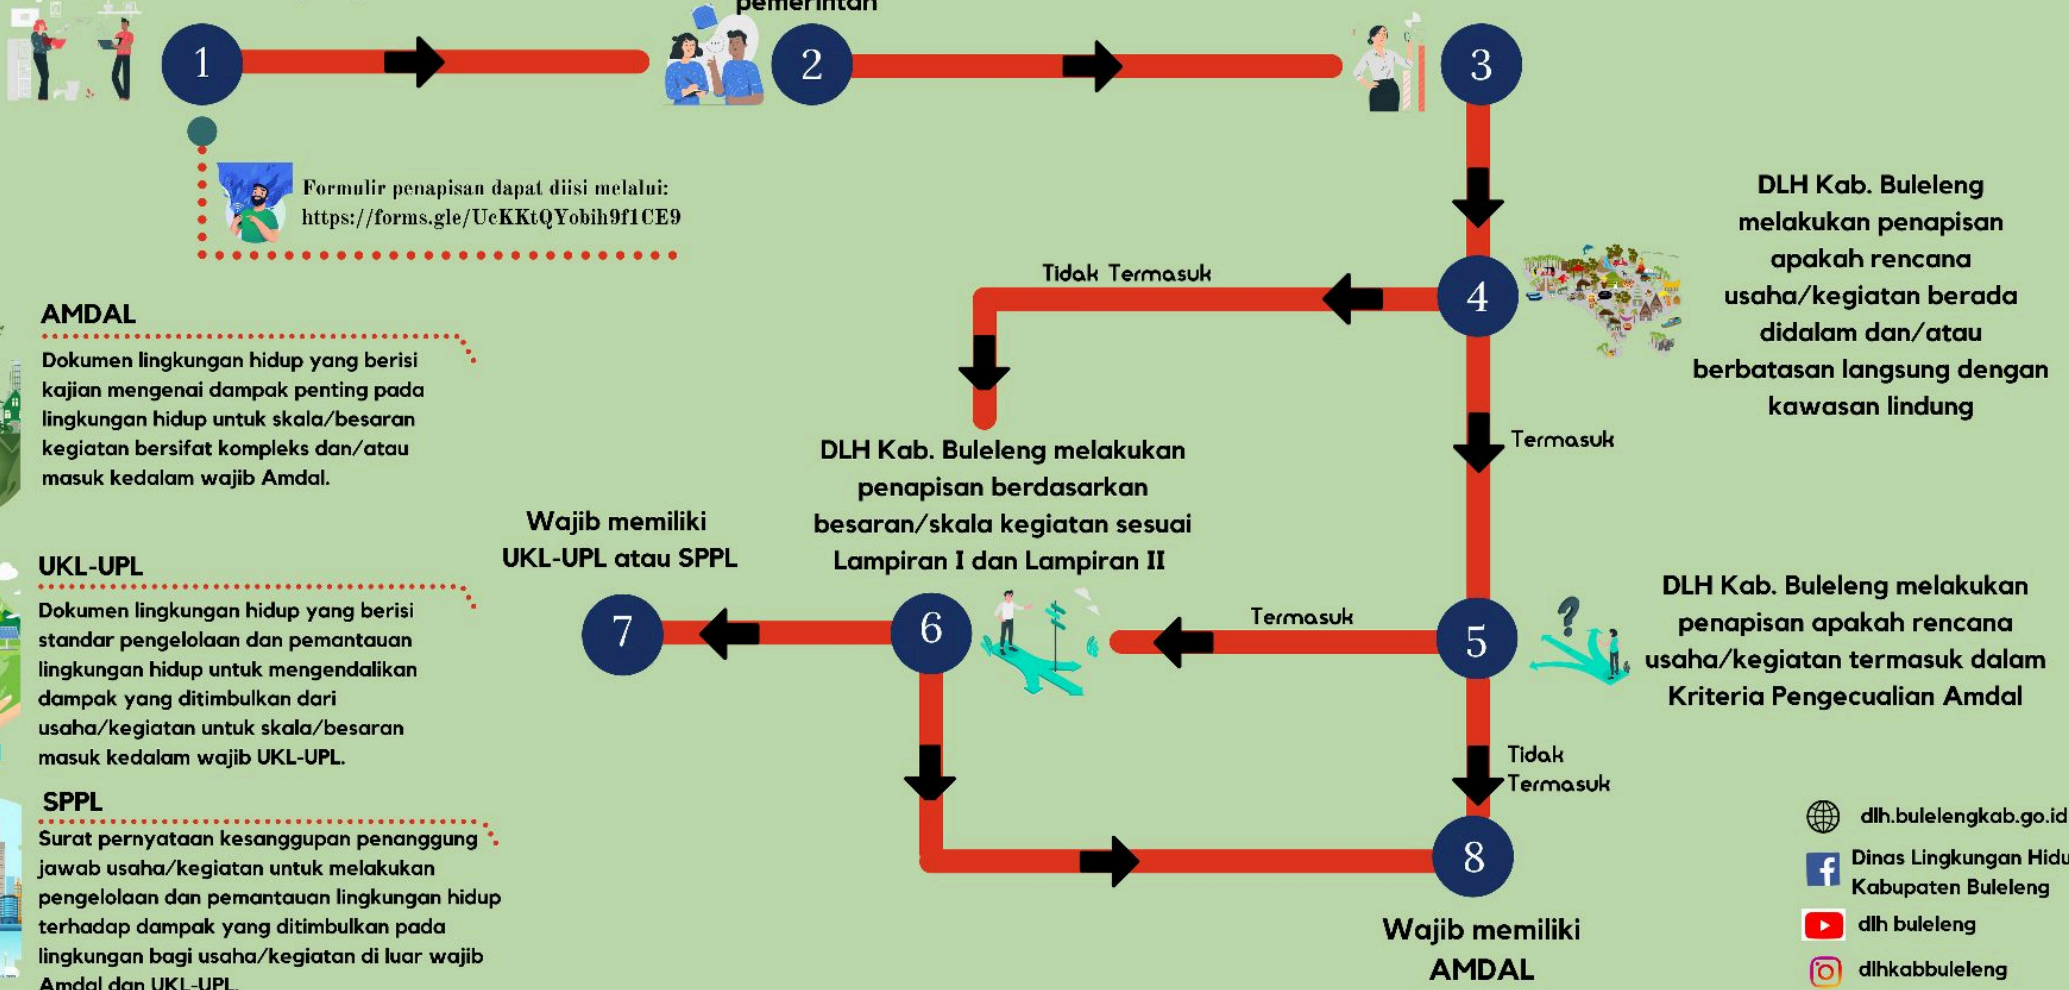 pemerintah
1
2
3
Formulir penapisan dapat diisi melalui:
https://forms.gle/UcKKtQYobih9f1CE9
DLH Kab. Buleleng
melakukan penapisan
apakah rencana
usaha/kegiatan berada
didalam dan/atau
berbatasan langsung dengan
kawasan lindung
4
Tidak Termasuk
Termasuk
AMDAL
Dokumen lingkungan hidup yang berisi
kajian mengenai dampak penting pada
lingkungan hidup untuk skala/besaran
kegiatan bersifat kompleks dan/atau
masuk kedalam wajib Amdal.
DLH Kab. Buleleng melakukan
penapisan berdasarkan
besaran/skala kegiatan sesuai
Lampiran I dan Lampiran II
Wajib memiliki
UKL-UPL atau SPPL
7
6
Termasuk
5
DLH Kab. Buleleng melakukan
penapisan apakah rencana
usaha/kegiatan termasuk dalam
Kriteria Pengecualian Amdal
UKL-UPL
Dokumen lingkungan hidup yang berisi
standar pengelolaan dan pemantauan
lingkungan hidup untuk mengendalikan
dampak yang ditimbulkan dari
usaha/kegiatan untuk skala/besaran
masuk kedalam wajib UKL-UPL.
Tidak
Termasuk
SPPL
Surat pernyataan kesanggupan penanggung
jawab usaha/kegiatan untuk melakukan
pengelolaan dan pemantauan lingkungan hidup
terhadap dampak yang ditimbulkan pada
lingkungan bagi usaha/kegiatan di luar wajib
Amdal dan UKL-UPL.
8
Wajib memiliki
AMDAL
dlh.bulelengkab.go.id
Dinas Lingkungan Hidu
Kabupaten Buleleng
dlh buleleng
dlhkabbuleleng